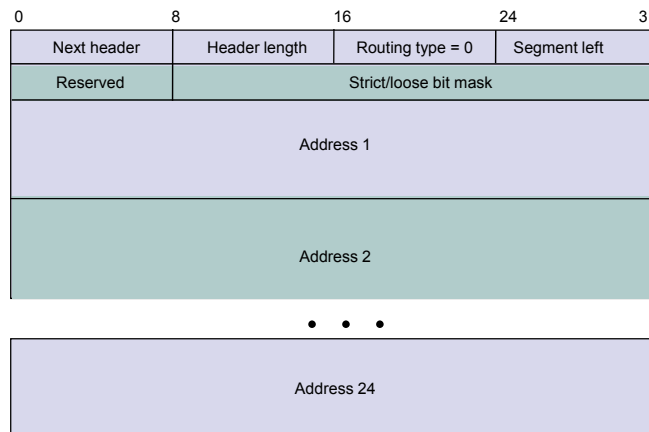 0 8 16 24 3
Next header Header length Routing type = 0 Segment left
Reserved Strict/loose bit mask
Address 1
Address 2
• • •
Address 24